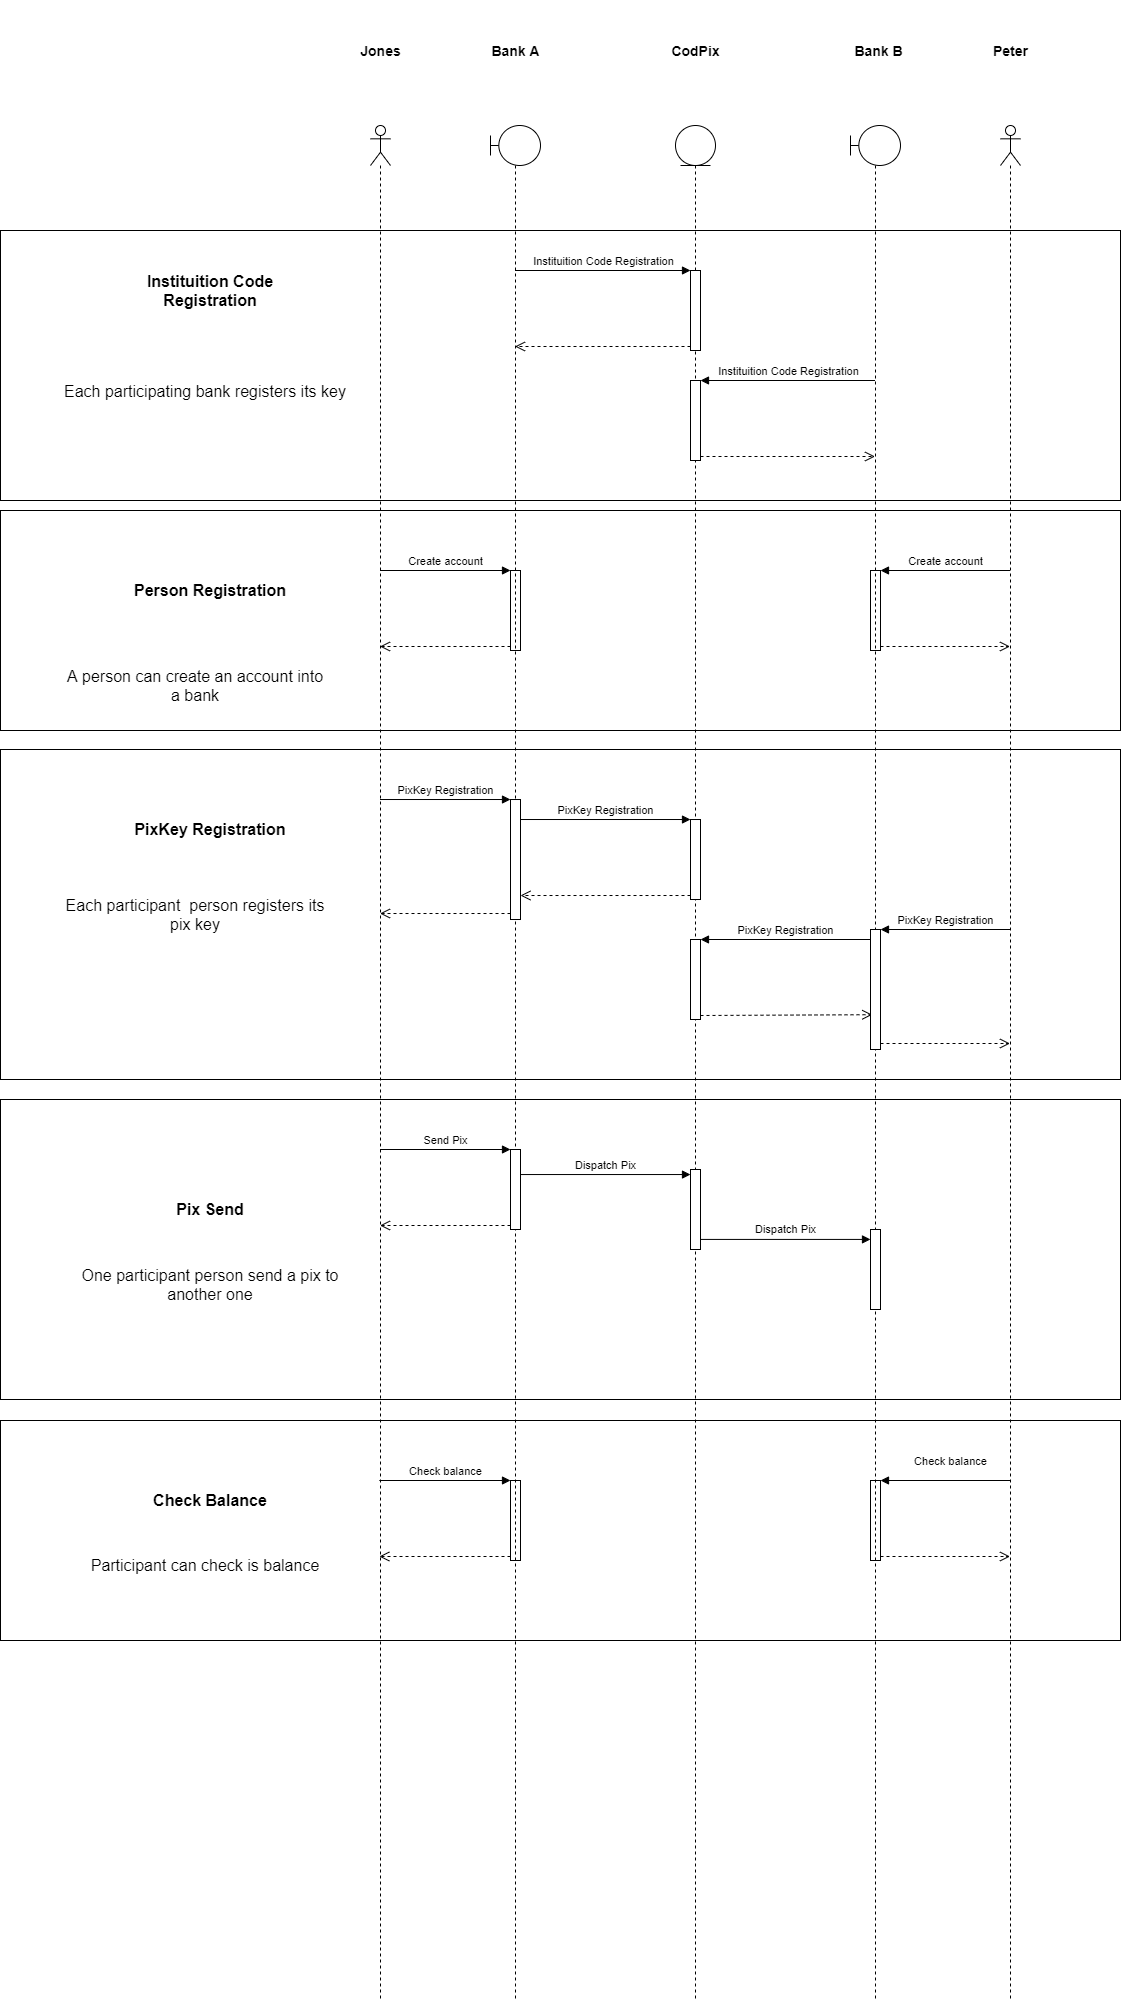 Jones
Bank A
CodPix
Bank B
Peter
Instituition Code
Registration
Each participating bank registers its key
Instituition Code Registration
Instituition Code Registration
Person Registration
A person can create an account into
a bank
Create account
Create account
PixKey Registration
Each participant  person registers its
pix key
PixKey Registration
PixKey Registration
PixKey Registration
PixKey Registration
Pix Send
One participant person send a pix to
another one
Send Pix
Dispatch Pix
Dispatch Pix
Check Balance
Participant can check is balance
Check balance
Check balance